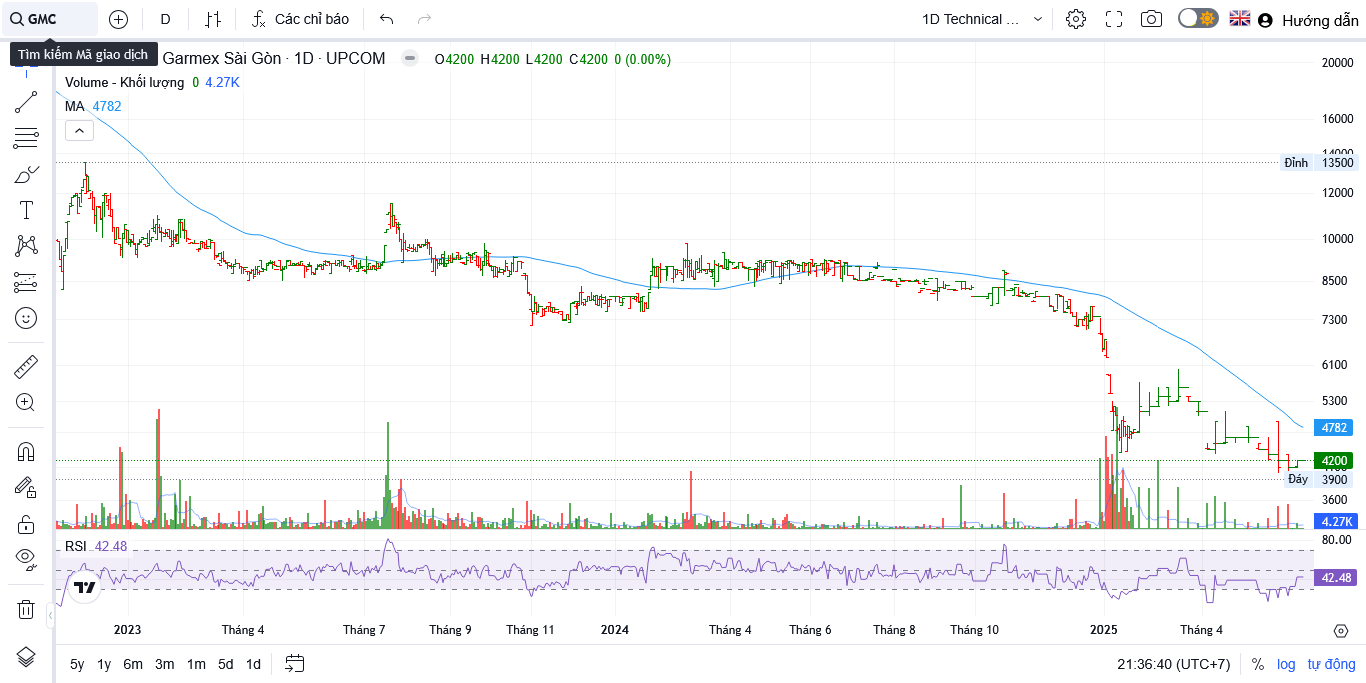 GMC
D
Các chỉ báo
1D Technical ...
Hướng dẫn
Tìm kiếm Mã giao dịch
Garmex Sài Gòn · 1D · UPCOM
O4200 H4200 L4200 C4200 0 (0.00%)
Volume - Khối lượng 0 4.27K
MA 4782
20000
16000
14000
Đỉnh 13500
12000
10000
8500
7300
6100
5300
4782
4200
Đáy 3900
3600
4.27K
RSI 42.48
80.00
42.48
2023 Tháng 4 Tháng 7 Tháng 9 Tháng 11 2024 Tháng 4 Tháng 6 Tháng 8 Tháng 10 2025 Tháng 4
5y 1y 6m 3m 1m 5d 1d
21:36:40 (UTC+7) % log tự động